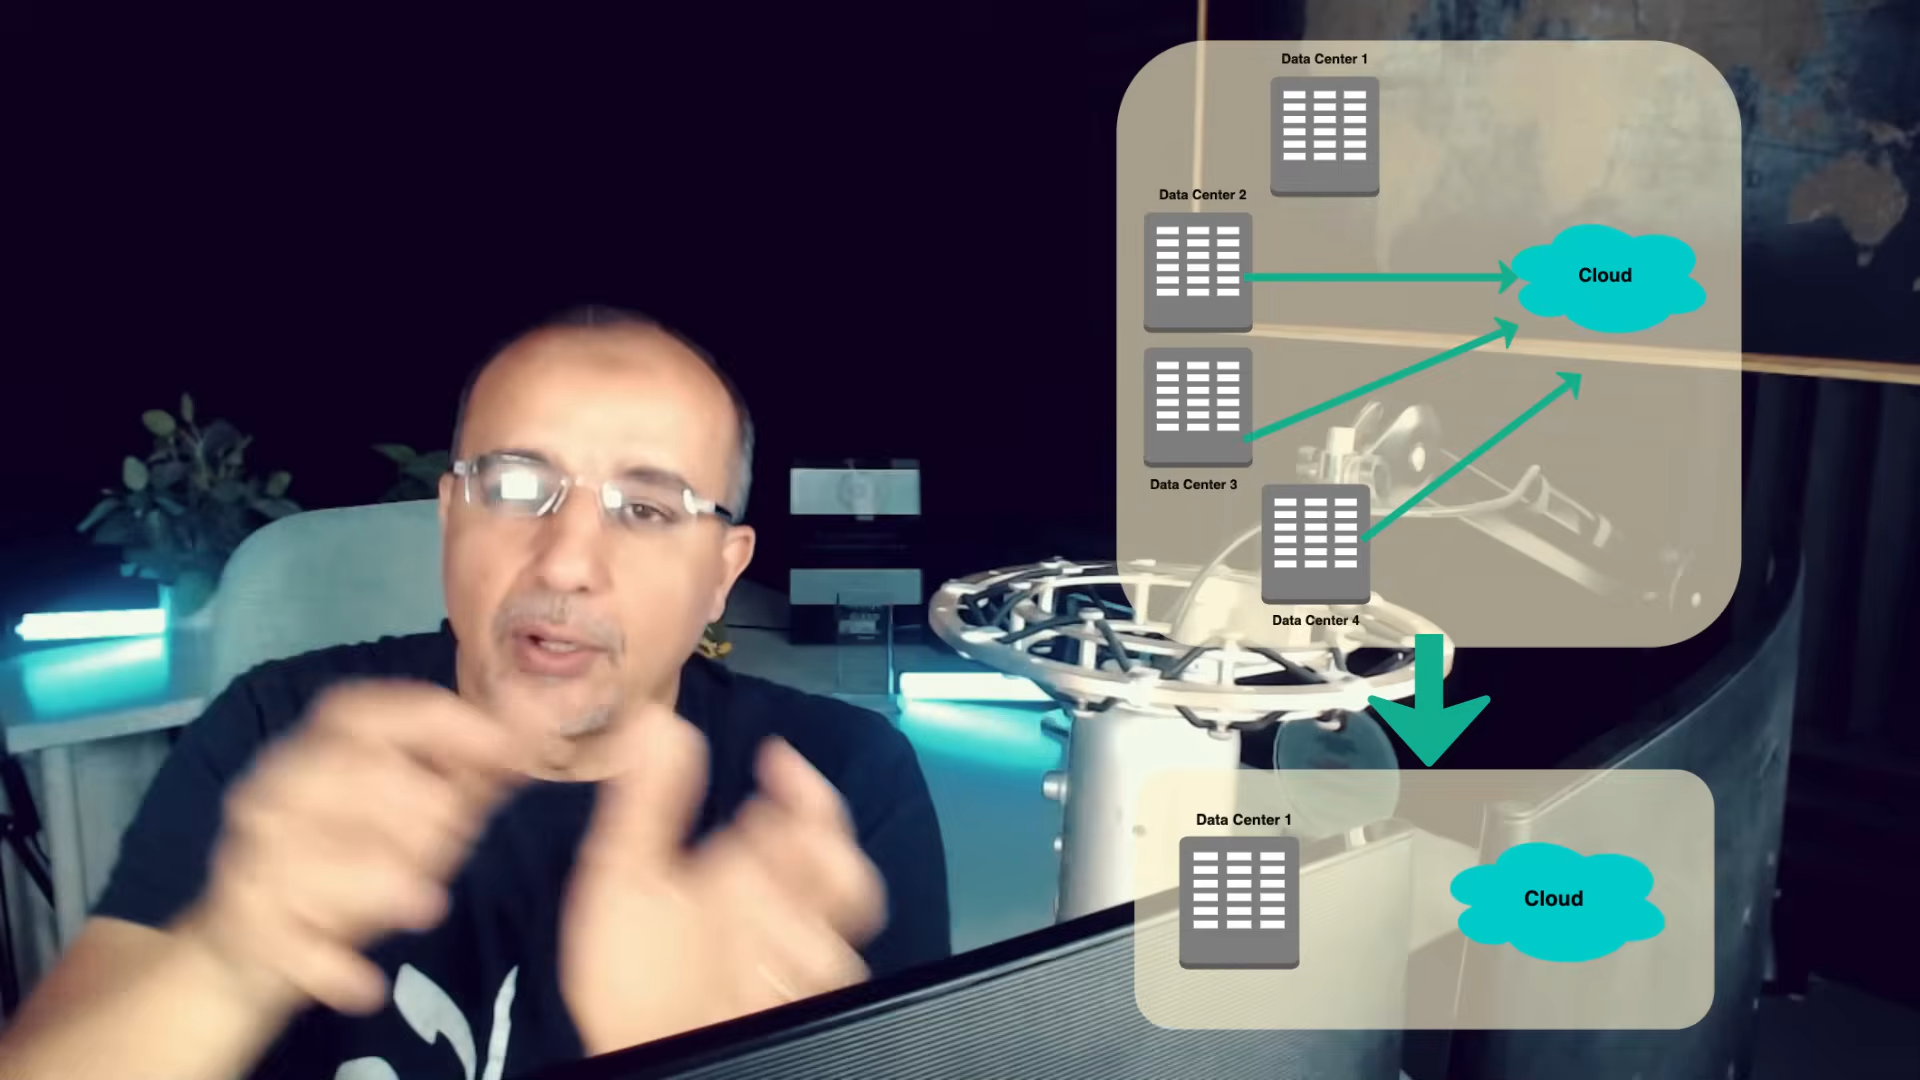 Data Center 1
Data Center 2
Cloud
Data Center 3
Data Center 4
Data Center 1
Cloud